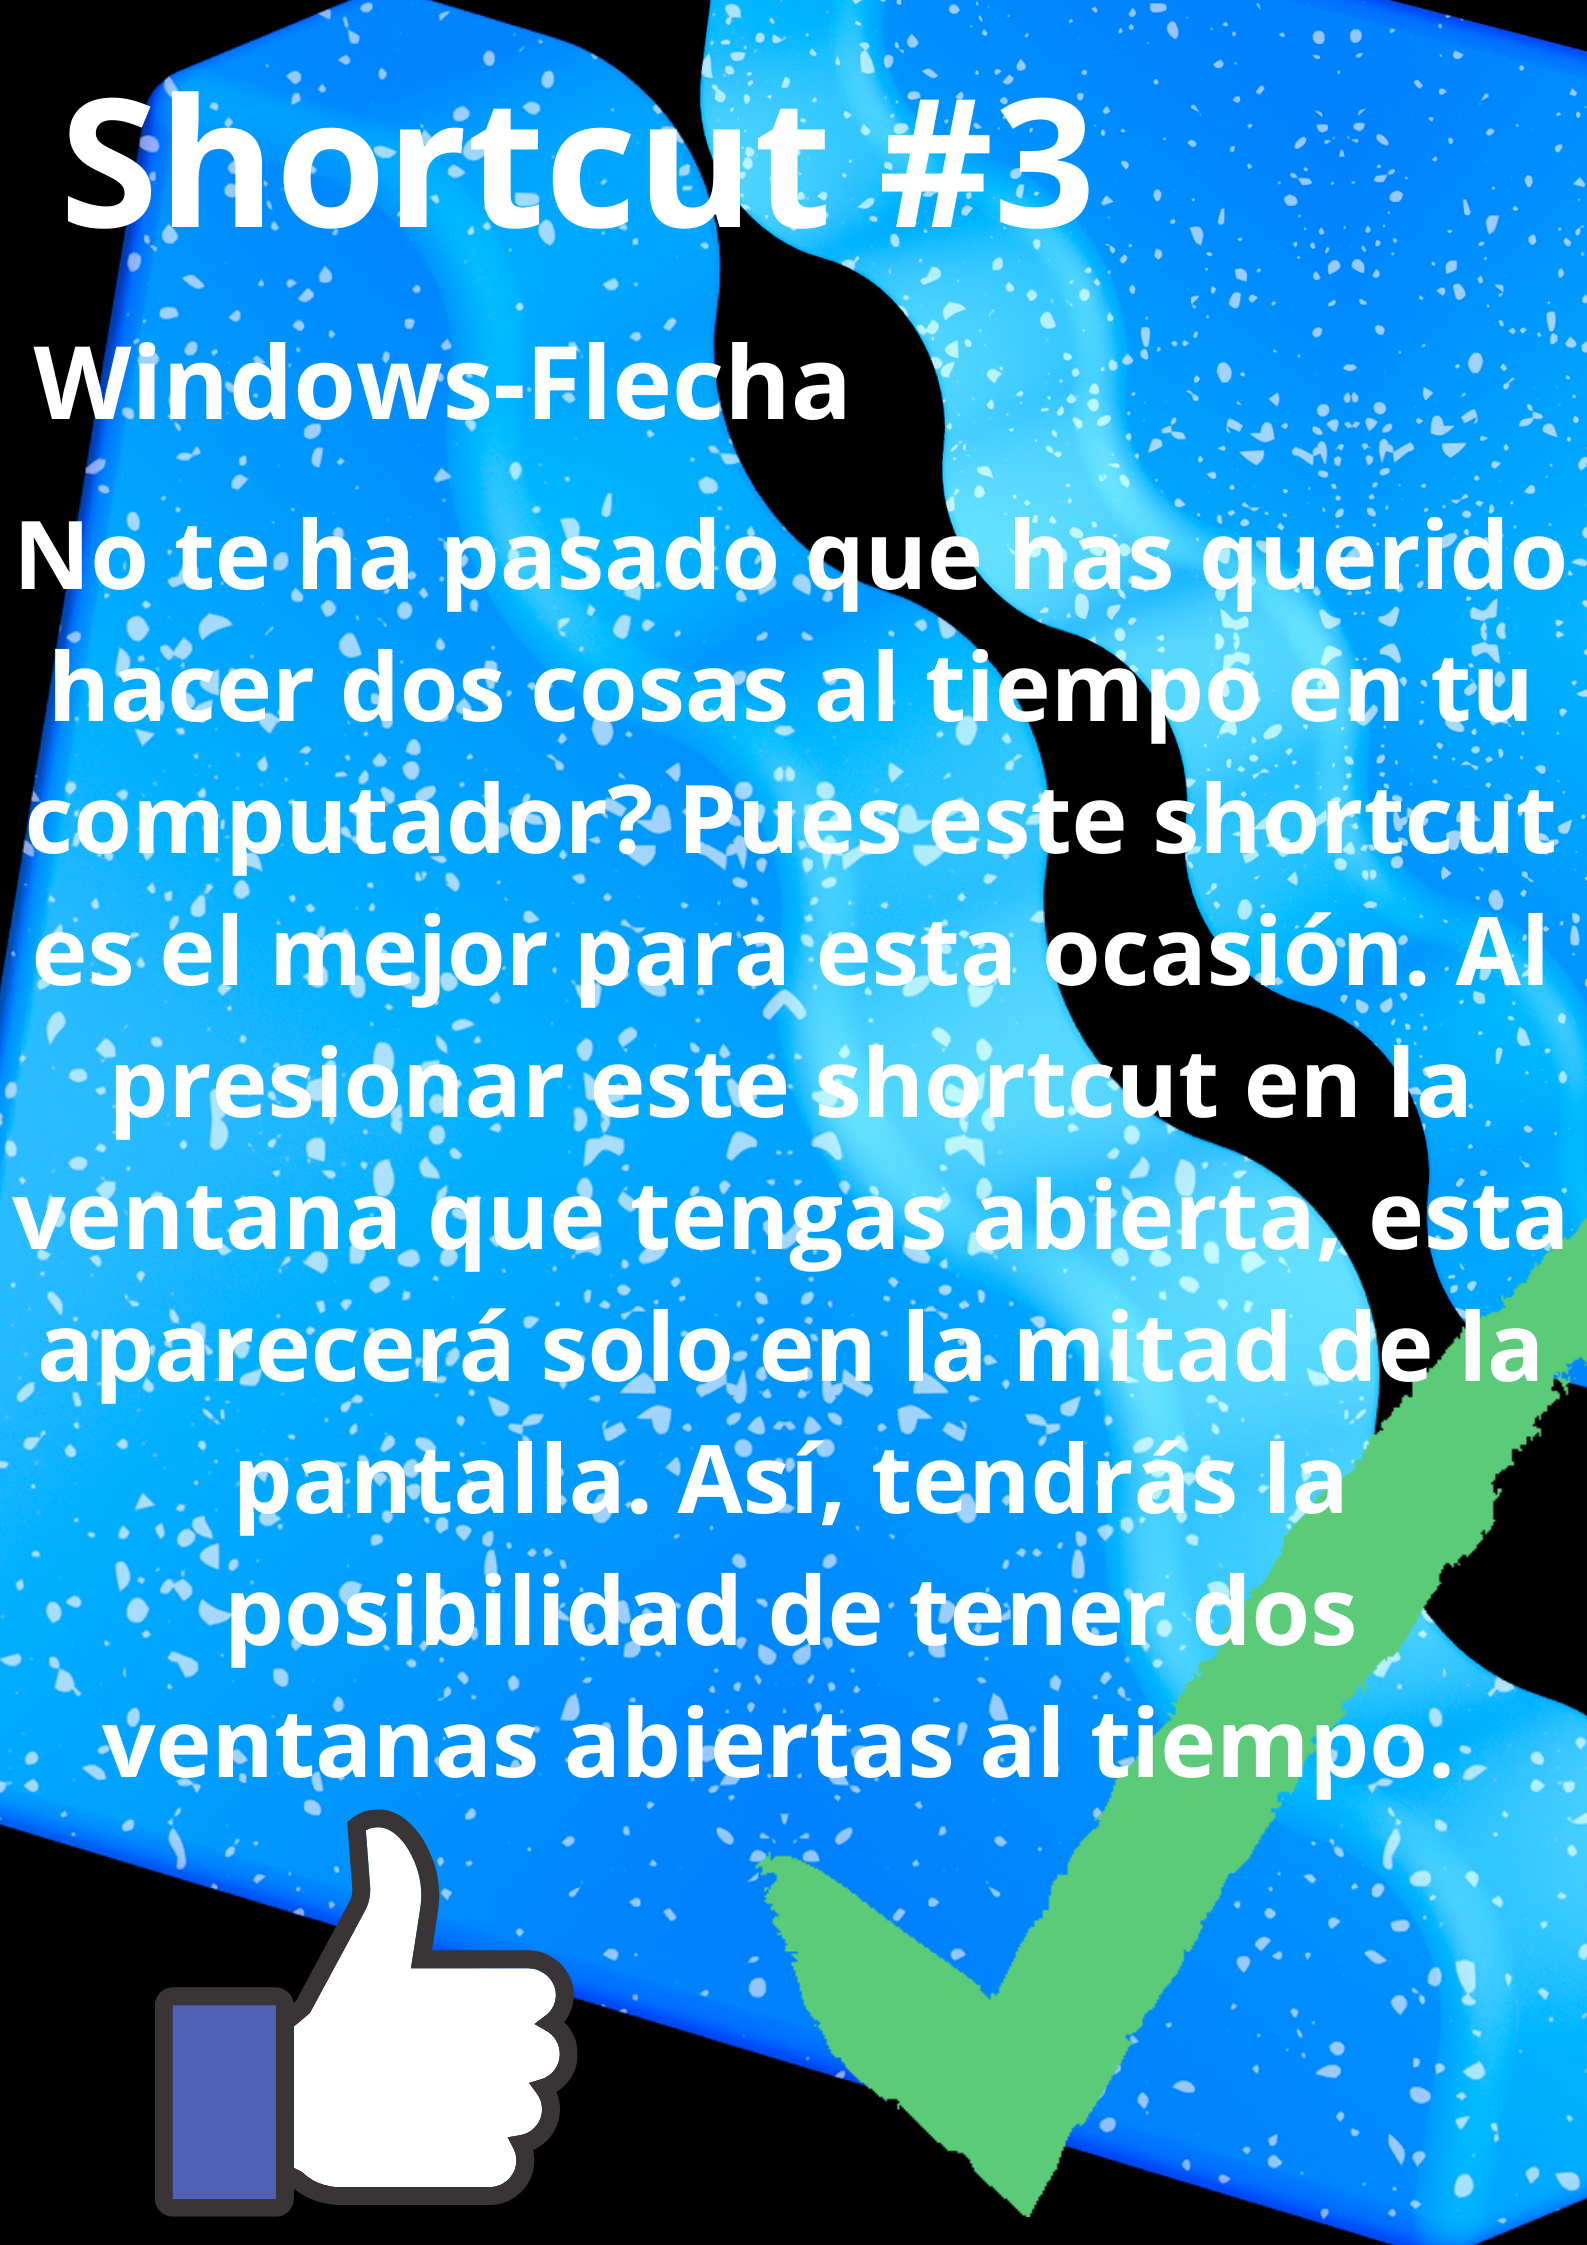 Shortcut #3
Windows-Flecha
No te ha pasado que has querido
hacer dos cosas al tiempo en tu
computador? Pues este shortcut
es el mejor para esta ocasión. Al
presionar este shortcut en la
ventana que tengas abierta, esta
aparecerá solo en la mitad de la
pantalla. Así, tendrás la
posibilidad de tener dos
ventanas abiertas al tiempo.